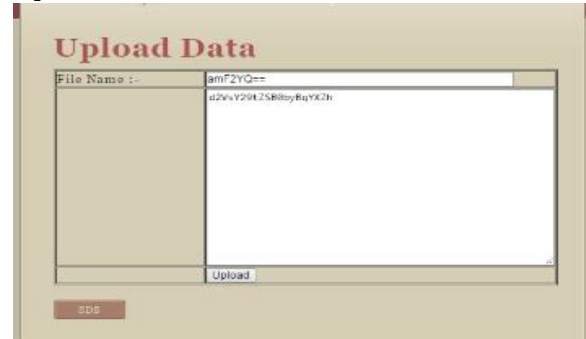 Upload Data
File Name :- amF2YQ==
d2VsY29tZSB0byBqYXZh
Upload
SDS